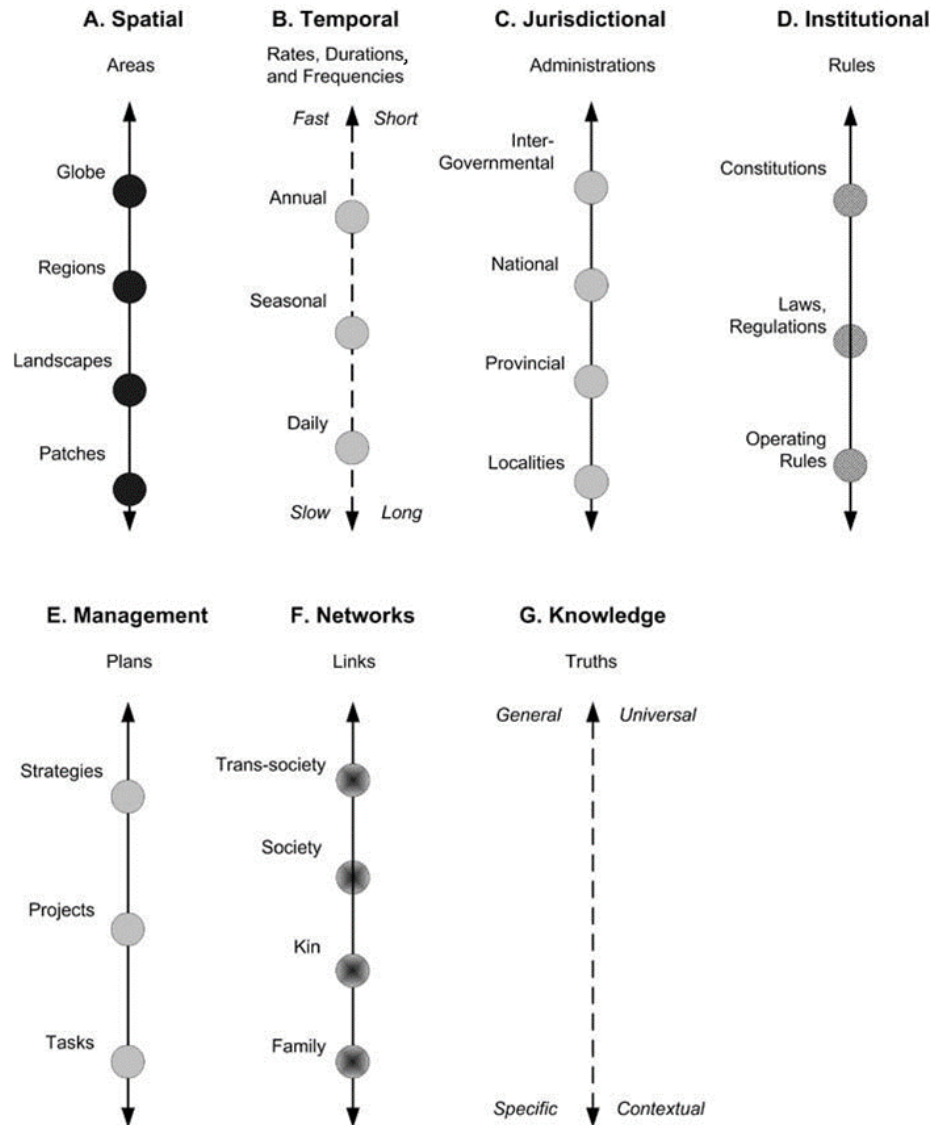 A. Spatial
Areas
Globe
Regions
Landscapes
Patches
B. Temporal
Rates, Durations,
and Frequencies
Fast Short
Annual
Seasonal
Daily
Slow Long
C. Jurisdictional
Administrations
Inter-
Governmental
National
Provincial
Localities
D. Institutional
Rules
Constitutions
Laws,
Regulations
Operating
Rules
E. Management
Plans
Strategies
Projects
Tasks
F. Networks
Links
Trans-society
Society
Kin
Family
G. Knowledge
Truths
General Universal
Specific Contextual